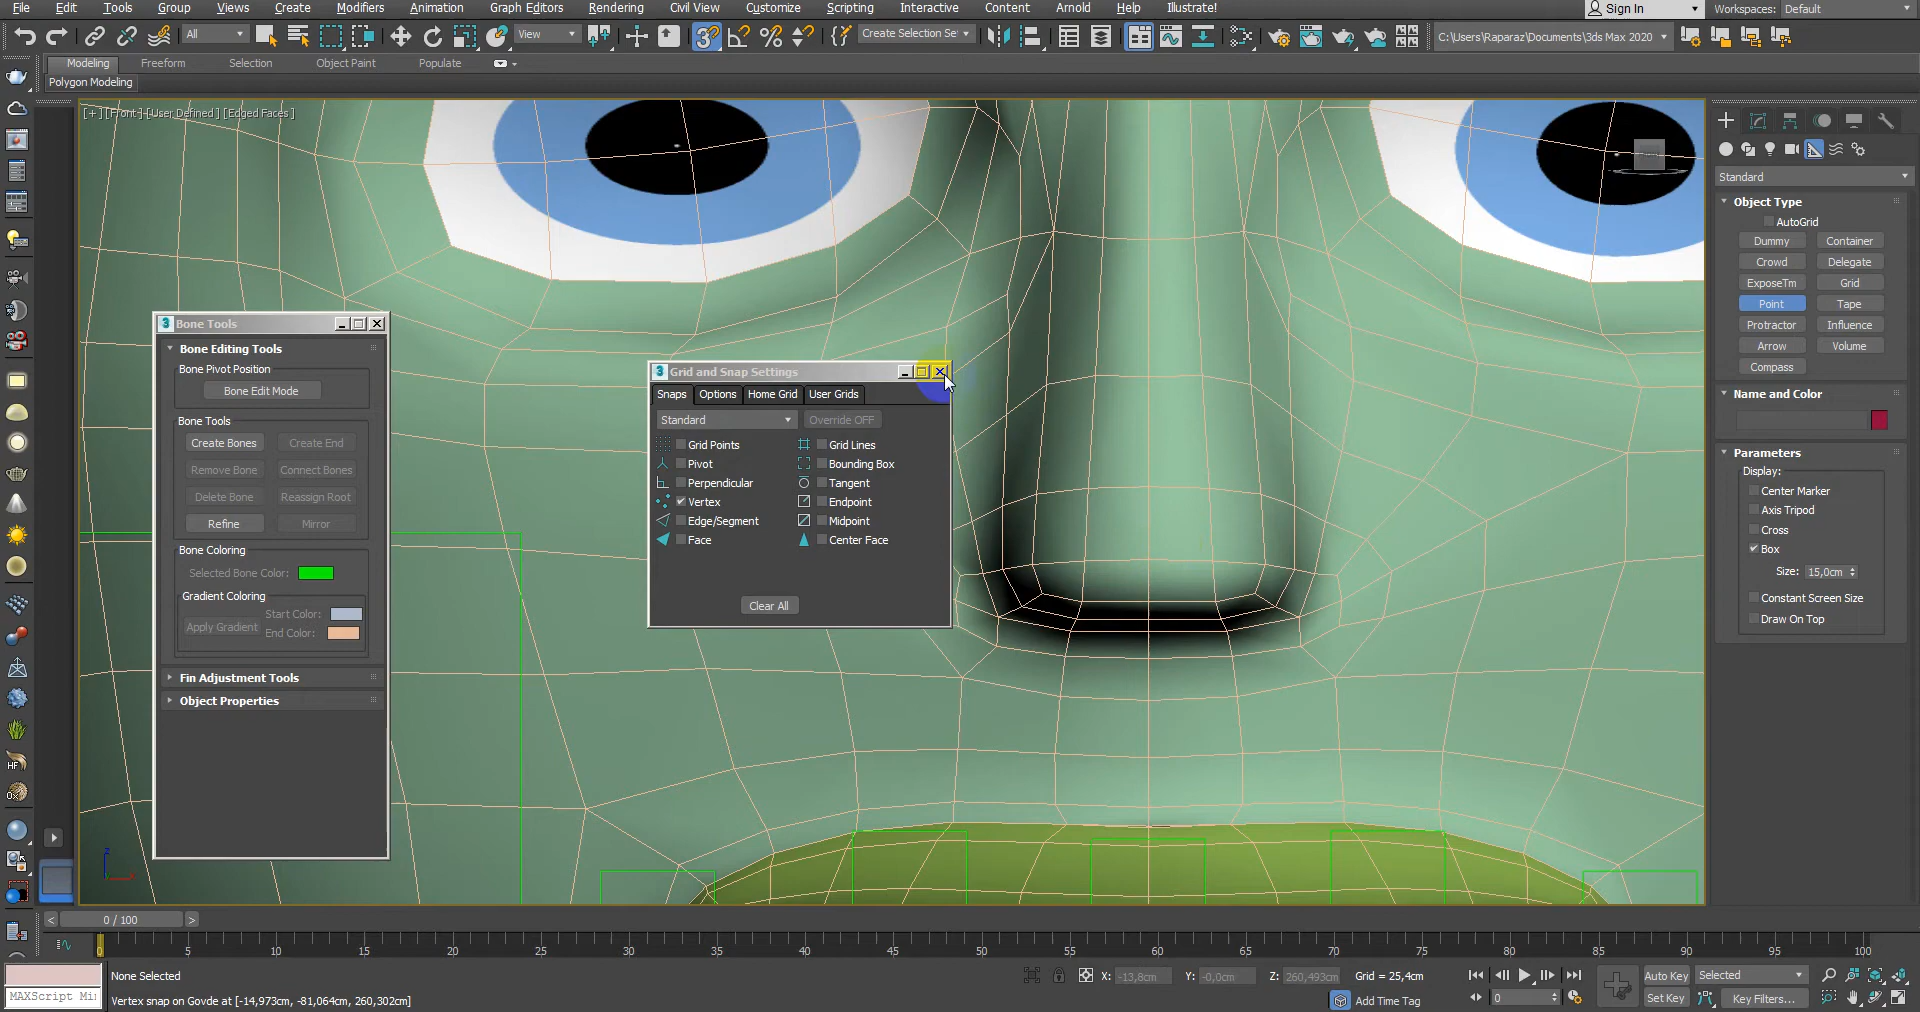 File Edit Tools Group Views Create Modifiers Animation Graph Editors Rendering Civil View Customize Scripting Interactive Content Arnold Help Illustrate! Sign In Workspaces: Default
All View Create Selection Se C:\Users\Raparaz\Documents\3ds Max 2020
Modeling Freeform Selection Object Paint Populate
Polygon Modeling
[+] [Front] [User Defined ] [Edged Faces ]
Standard
Object Type
AutoGrid
Dummy Container
Crowd Delegate
ExposeTm Grid
Point Tape
Protractor Influence
Arrow Volume
Compass
Name and Color
Parameters
Display:
Center Marker
Axis Tripod
Cross
Box
Size: 15,0cm
Constant Screen Size
Draw On Top
3 Bone Tools
Bone Editing Tools
Bone Pivot Position
Bone Edit Mode
Bone Tools
Create Bones Create End
Remove Bone Connect Bones
Delete Bone Reassign Root
Refine Mirror
Bone Coloring
Selected Bone Color:
Gradient Coloring
Apply Gradient Start Color:
End Color:
Fin Adjustment Tools
Object Properties
3 Grid and Snap Settings
Snaps Options Home Grid User Grids
Standard Override OFF
Grid Points Grid Lines
Pivot Bounding Box
Perpendicular Tangent
Vertex Endpoint
Edge/Segment Midpoint
Face Center Face
Clear All
HF
< 0 / 100 >
0 5 10 15 20 25 30 35 40 45 50 55 60 65 70 75 80 85 90 95 100
None Selected X: -13,8cm Y: -0,0cm Z: 260,493cm Grid = 25,4cm Auto Key Selected
MAXScript Mi Vertex snap on Govde at [-14,973cm, -81,064cm, 260,302cm] Add Time Tag 0 Set Key Key Filters...